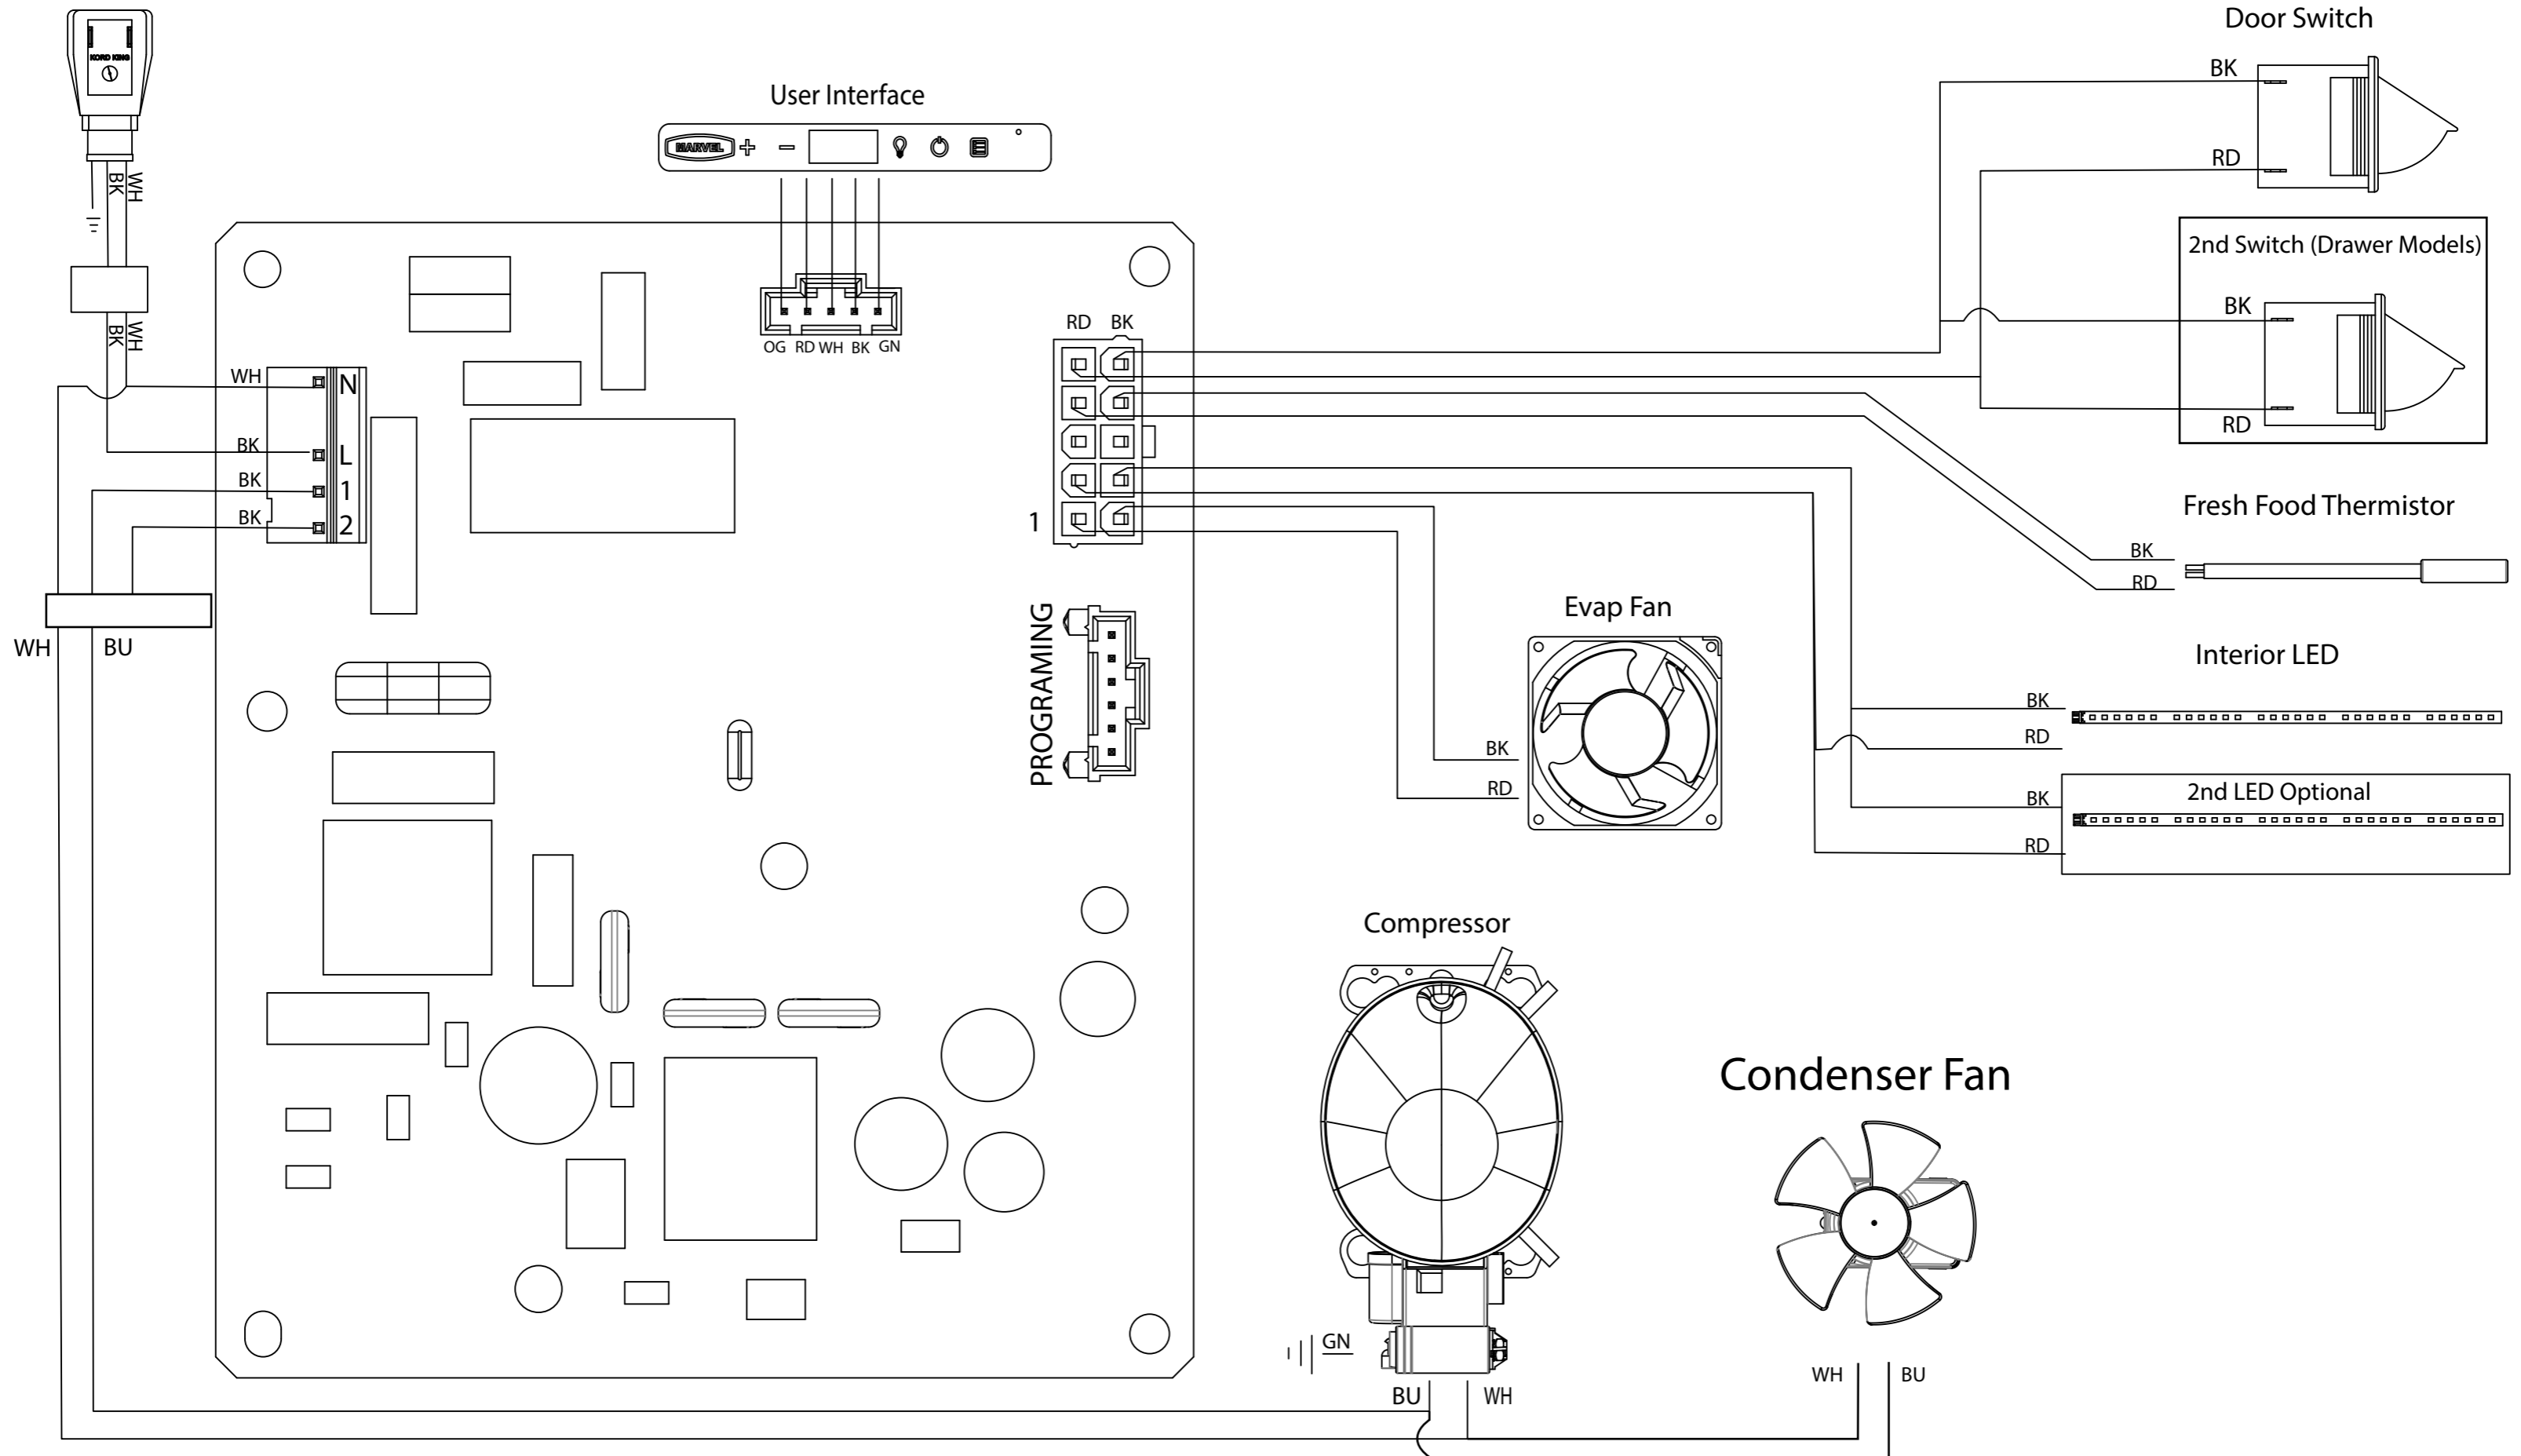 Door Switch
KORD KING
BK
User Interface
MARVEL
RD
BK
WH
2nd Switch (Drawer Models)
BK
RD
BK
WH
RD BK
OG RD WH BK GN
WH
N
BK
L
BK
1
BK
2
1
Fresh Food Thermistor
BK
RD
WH
BU
PROGRAMING
Evap Fan
BK
RD
Interior LED
BK
RD
2nd LED Optional
BK
RD
Compressor
GN
BU
WH
Condenser Fan
WH
BU